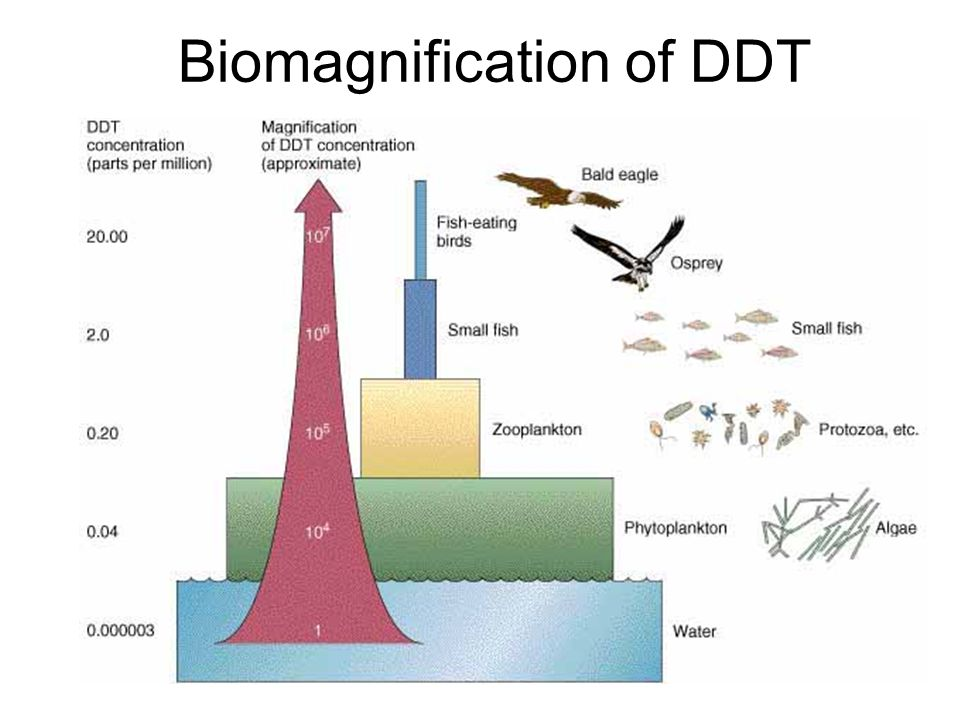 Biomagnification of DDT
DDT
concentration
(parts per million)
Magnification
of DDT concentration
(approximate)
Bald eagle
20.00
10⁷
Fish-eating
birds
Osprey
2.0
10⁶
Small fish
Small fish
0.20
10⁵
Zooplankton
Protozoa, etc.
0.04
10⁴
Phytoplankton
Algae
0.000003
1
Water